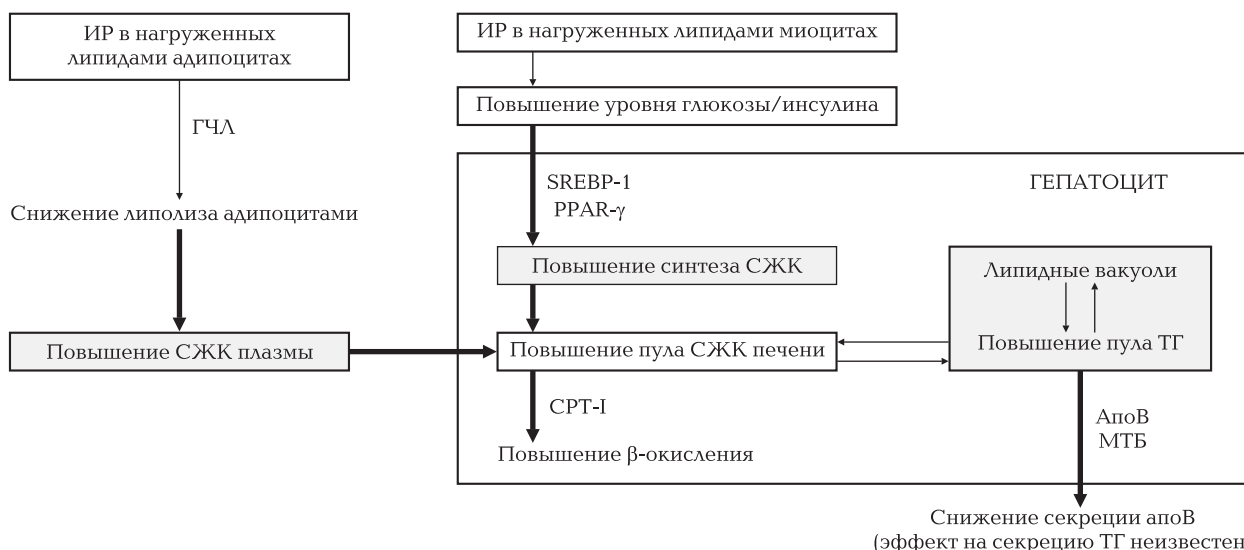 ИР в нагруженных
липидами адипоцитах
ГЧЛ
Снижение липолиза адипоцитами
Повышение СЖК плазмы
ИР в нагруженных липидами миоцитах
Повышение уровня глюкозы/инсулина
ГЕПАТОЦИТ
SREBP-1
PPAR-γ
Повышение синтеза СЖК
Повышение пула СЖК печени
CPT-I
Повышение β-окисления
Липидные вакуоли
Повышение пула ТГ
АпоВ
МТБ
Снижение секреции апоВ
(эффект на секрецию ТГ неизвестен